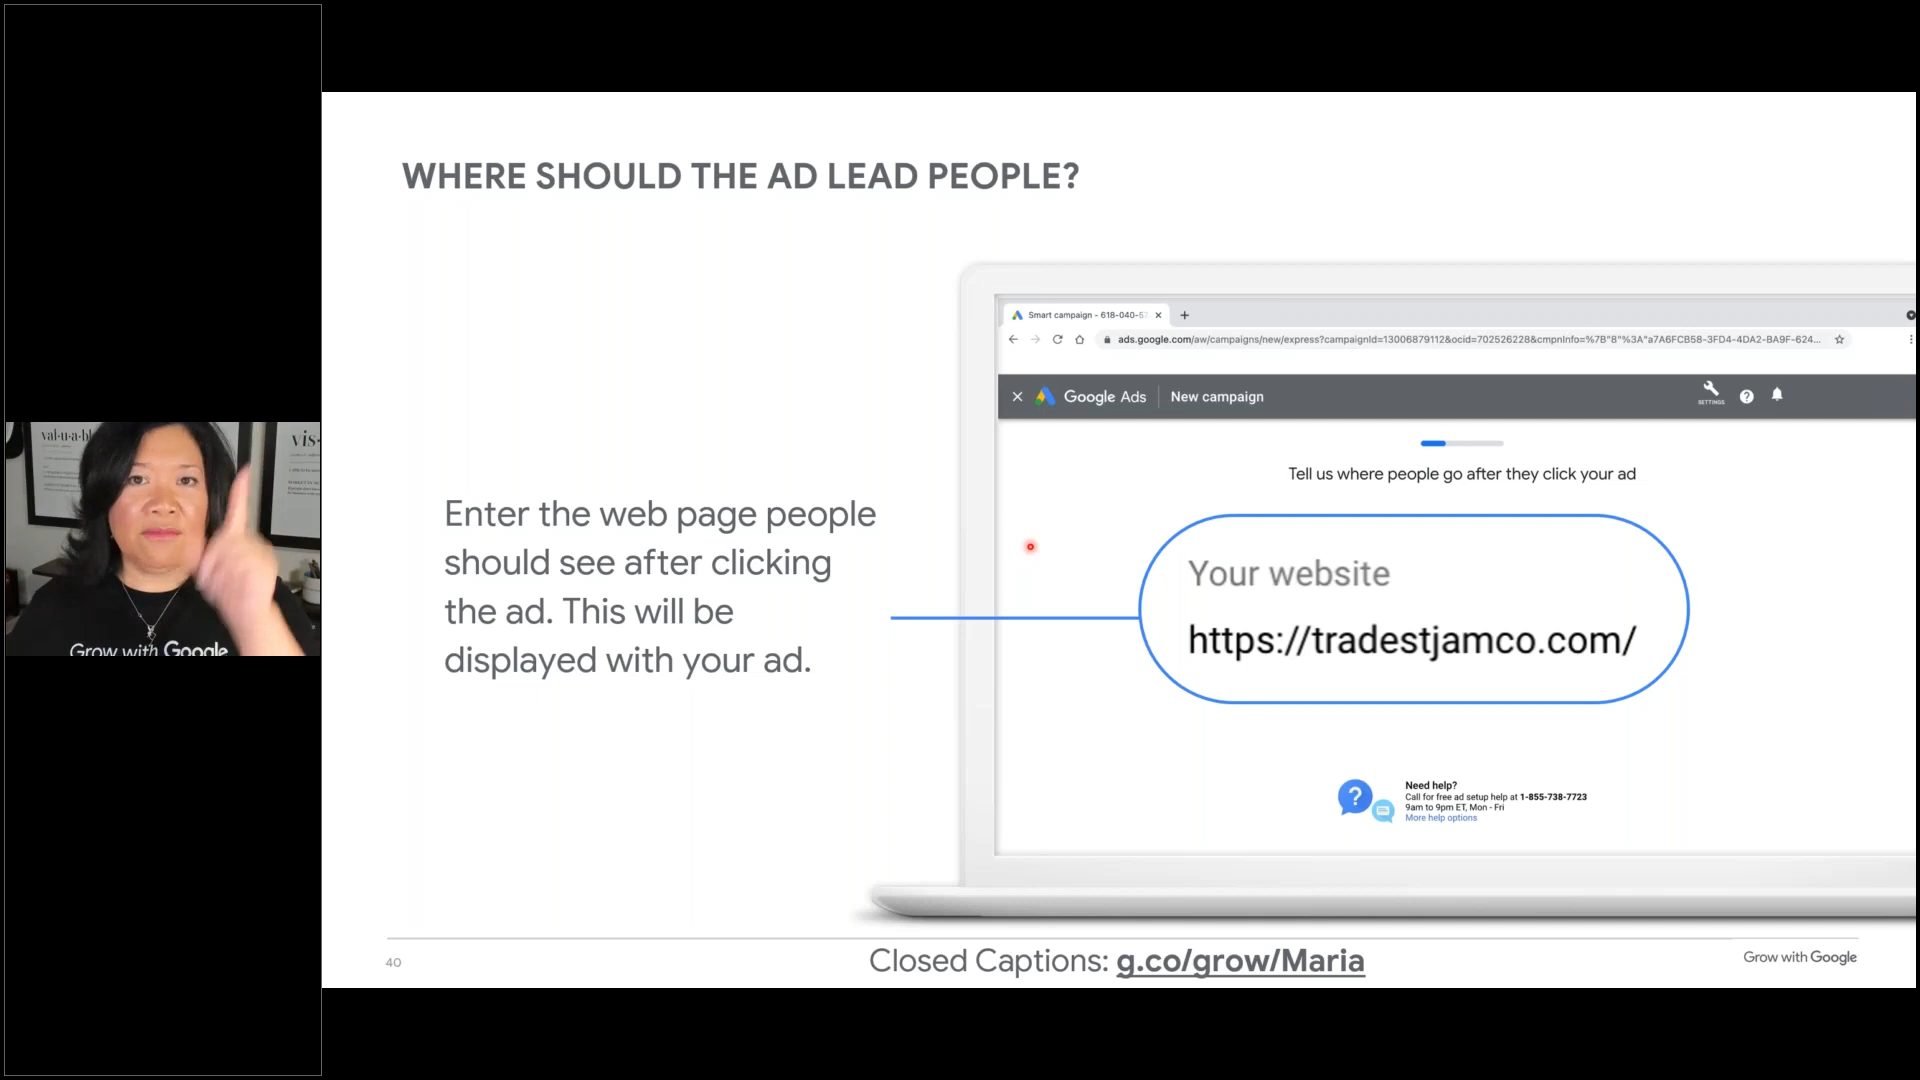 WHERE SHOULD THE AD LEAD PEOPLE?
Enter the web page people
should see after clicking
the ad. This will be
displayed with your ad.
Smart campaign - 618-040-57
ads.google.com/aw/campaigns/new/express?campaignId=13006879112&ocid=702526228&cmpnInfo=%7B"8"%3A"a7A6FCB58-3FD4-4DA2-BA9F-624...
Google Ads
New campaign
SETTINGS
Tell us where people go after they click your ad
Your website
https://tradestjamco.com/
Need help?
Call for free ad setup help at 1-855-738-7723
9am to 9pm ET, Mon - Fri
More help options
val·u·abl
vis-
Grow with Google
40
Closed Captions: g.co/grow/Maria
Grow with Google